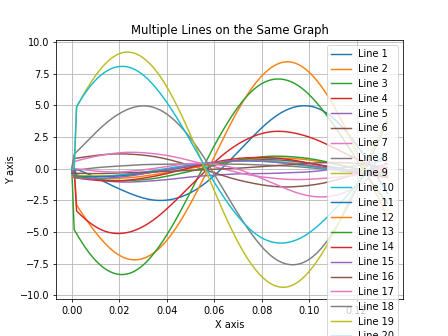 Multiple Lines on the Same Graph
10.0
7.5
5.0
2.5
0.0
−2.5
−5.0
−7.5
−10.0
Y axis
0.00
0.02
0.04
0.06
0.08
0.10
0.12
X axis
Line 1
Line 2
Line 3
Line 4
Line 5
Line 6
Line 7
Line 8
Line 9
Line 10
Line 11
Line 12
Line 13
Line 14
Line 15
Line 16
Line 17
Line 18
Line 19
Line 20